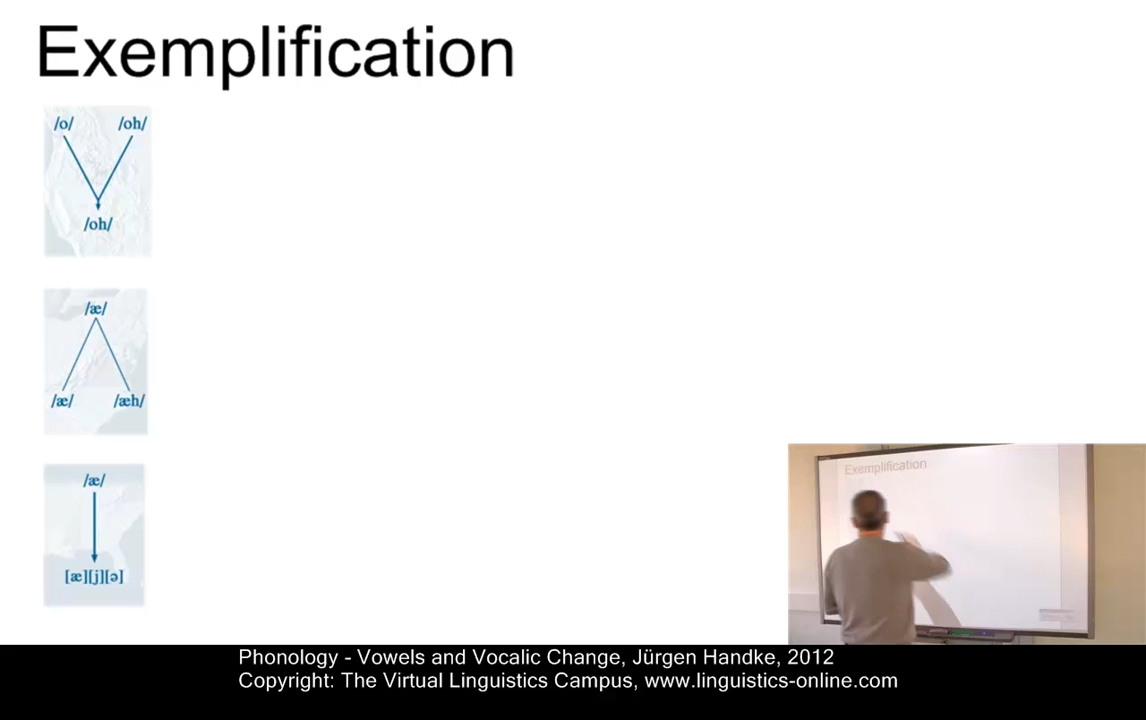 Exemplification
/o/ /oh/
/oh/
/æ/
/æ/ /æh/
/æ/
[æ][j][ə]
Exemplification
Phonology - Vowels and Vocalic Change, Jürgen Handke, 2012
Copyright: The Virtual Linguistics Campus, www.linguistics-online.com